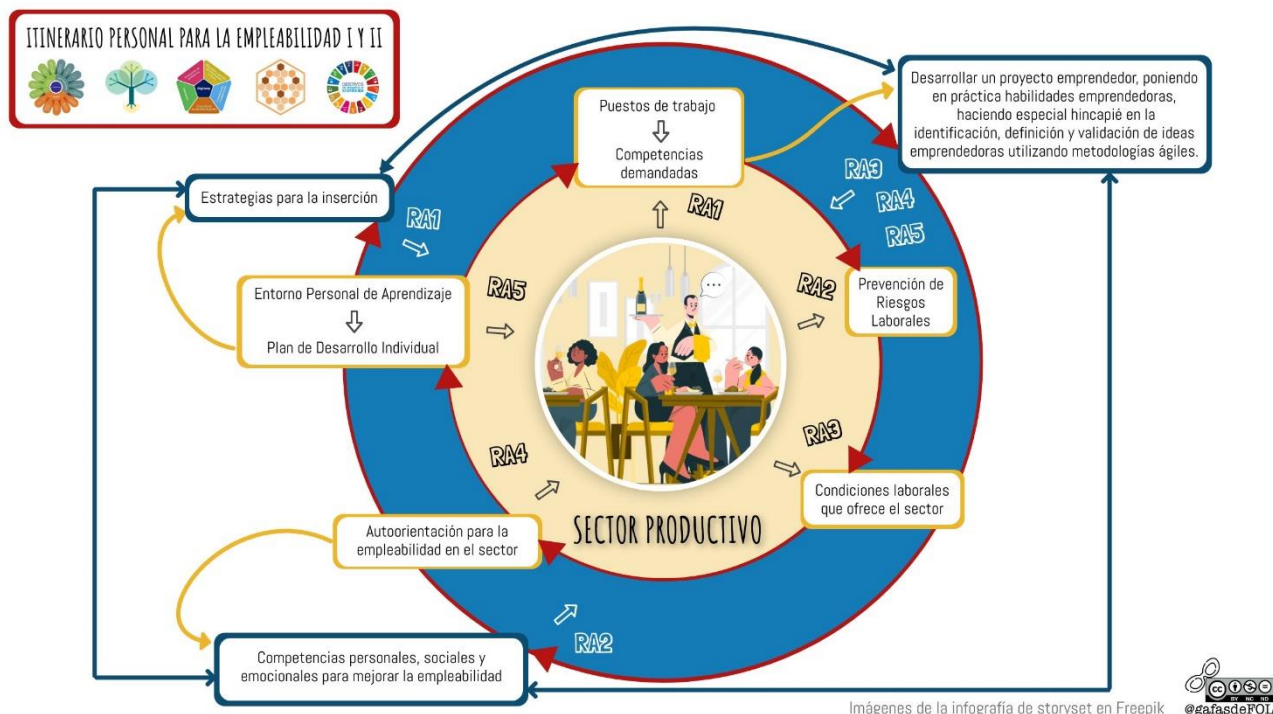 ITINERARIO PERSONAL PARA LA EMPLEABILIDAD I Y II
Puestos de trabajo
Competencias
demandadas
Desarrollar un proyecto emprendedor, poniendo
en práctica habilidades emprendedoras,
haciendo especial hincapié en la
identificación, definición y validación de ideas
emprendedoras utilizando metodologías ágiles.
Estrategias para la inserción
RA1
RA1
RA3
RA4
RA5
Entorno Personal de Aprendizaje
Plan de Desarrollo Individual
RA5
RA2
Prevención de
Riesgos
Laborales
RA4
RA3
Condiciones laborales
que ofrece el sector
SECTOR PRODUCTIVO
Autoorientación para la
empleabilidad en el sector
RA2
Competencias personales, sociales y
emocionales para mejorar la empleabilidad
Imágenes de la infografía de storyset en Freepik
BY NC ND
@gafasdeFOL